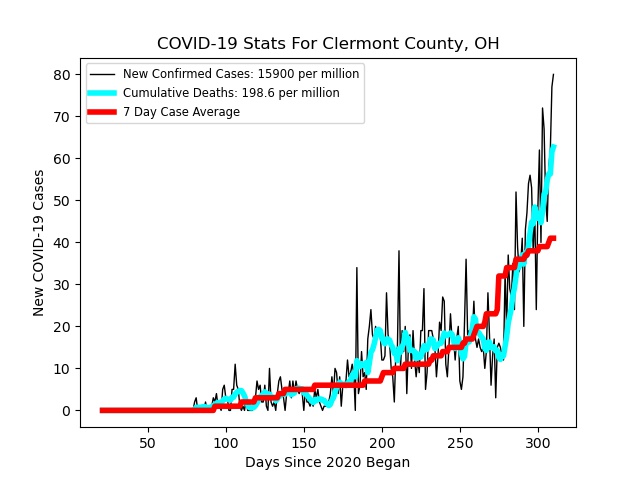 COVID-19 Stats For Clermont County, OH
New Confirmed Cases: 15900 per million
Cumulative Deaths: 198.6 per million
7 Day Case Average
80
70
60
50
40
30
20
10
0
New COVID-19 Cases
50 100 150 200 250 300
Days Since 2020 Began